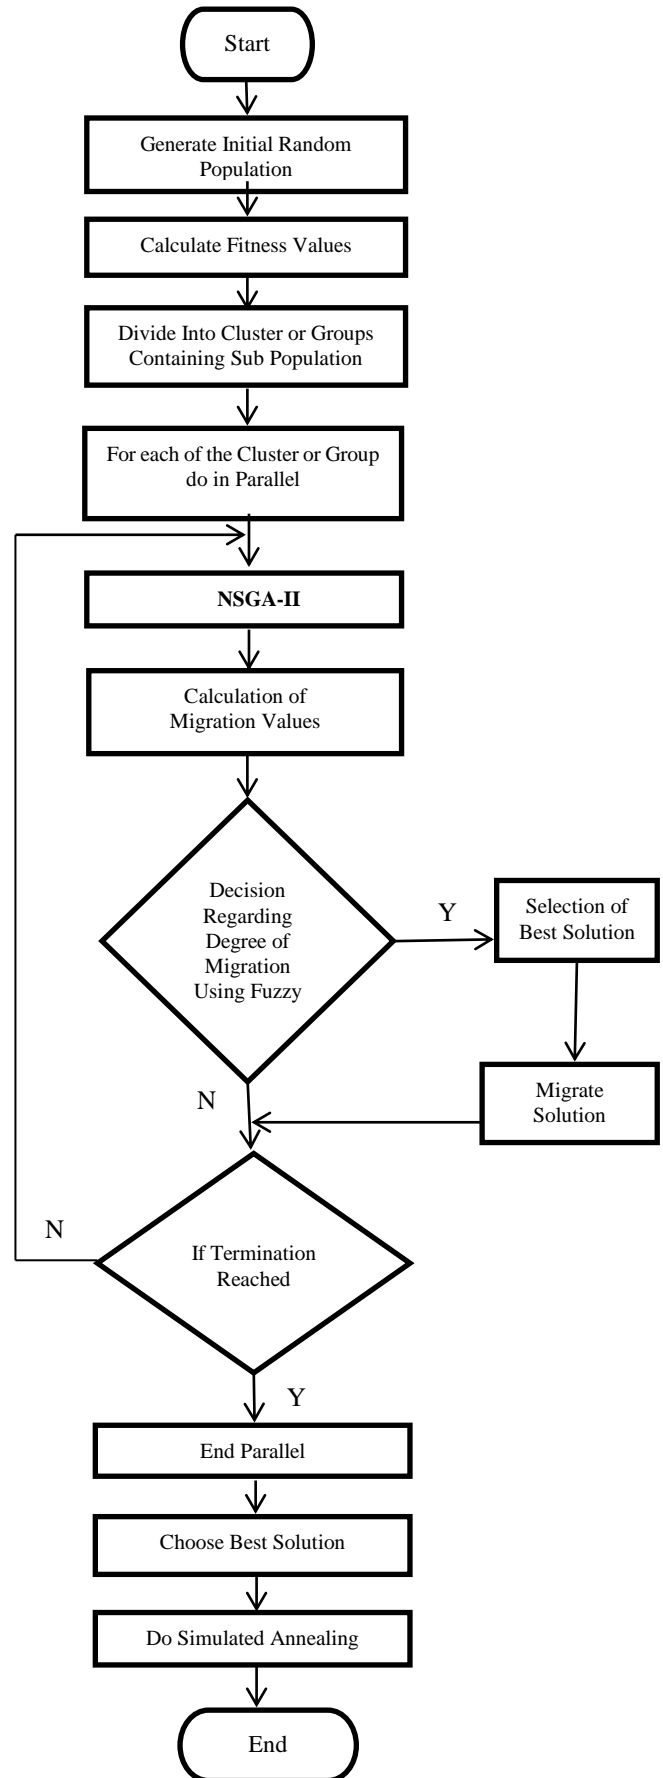 Start
Generate Initial Random
Population
Calculate Fitness Values
Divide Into Cluster or Groups
Containing Sub Population
For each of the Cluster or Group
do in Parallel
NSGA-II
Calculation of
Migration Values
Decision
Regarding
Degree of
Migration
Using Fuzzy
Y
Selection of
Best Solution
N
Migrate
Solution
N
If Termination
Reached
Y
End Parallel
Choose Best Solution
Do Simulated Annealing
End